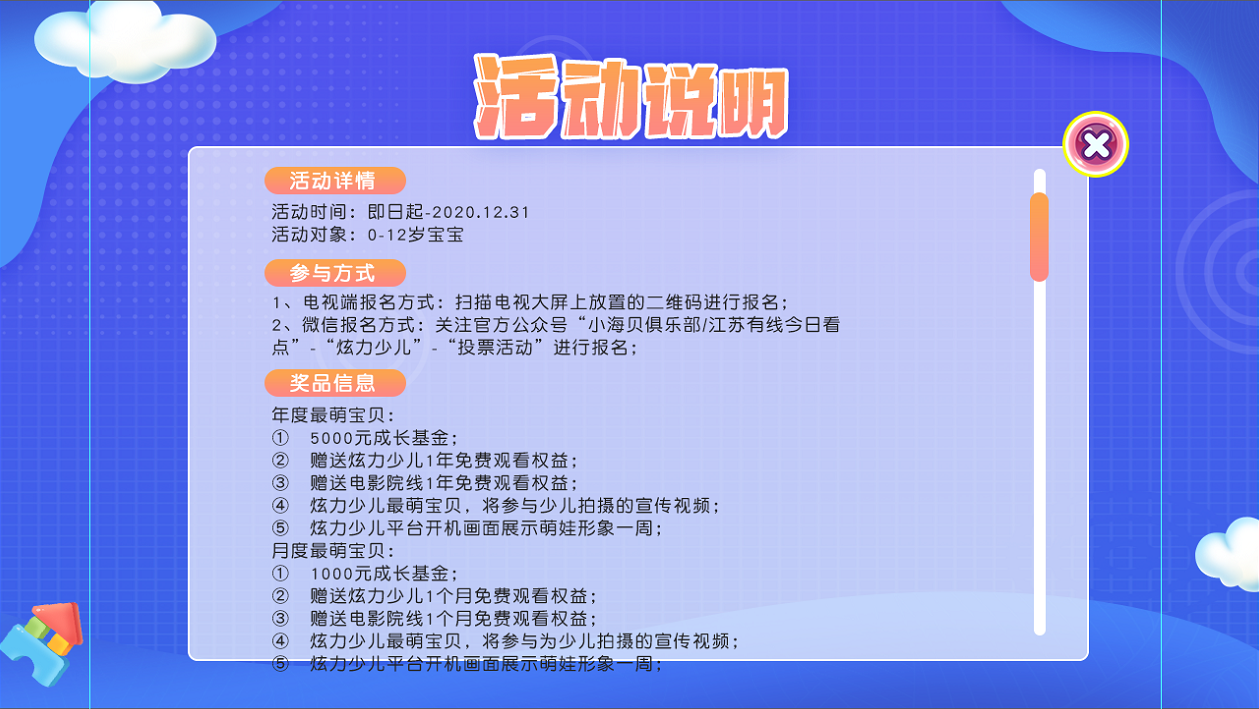 活动说明
活动详情
活动时间：即日起-2020.12.31
活动对象：0-12岁宝宝
参与方式
1、电视端报名方式：扫描电视大屏上放置的二维码进行报名；
2、微信报名方式：关注官方公众号“小海贝俱乐部/江苏有线今日看
点”-“炫力少儿”-“投票活动”进行报名；
奖品信息
年度最萌宝贝：
① 5000元成长基金；
② 赠送炫力少儿1年免费观看权益；
③ 赠送电影院线1年免费观看权益；
④ 炫力少儿最萌宝贝，将参与少儿拍摄的宣传视频；
⑤ 炫力少儿平台开机画面展示萌娃形象一周；
月度最萌宝贝：
① 1000元成长基金；
② 赠送炫力少儿1个月免费观看权益；
③ 赠送电影院线1个月免费观看权益；
④ 炫力少儿最萌宝贝，将参与为少儿拍摄的宣传视频；
⑤ 炫力少儿平台开机画面展示萌娃形象一周；